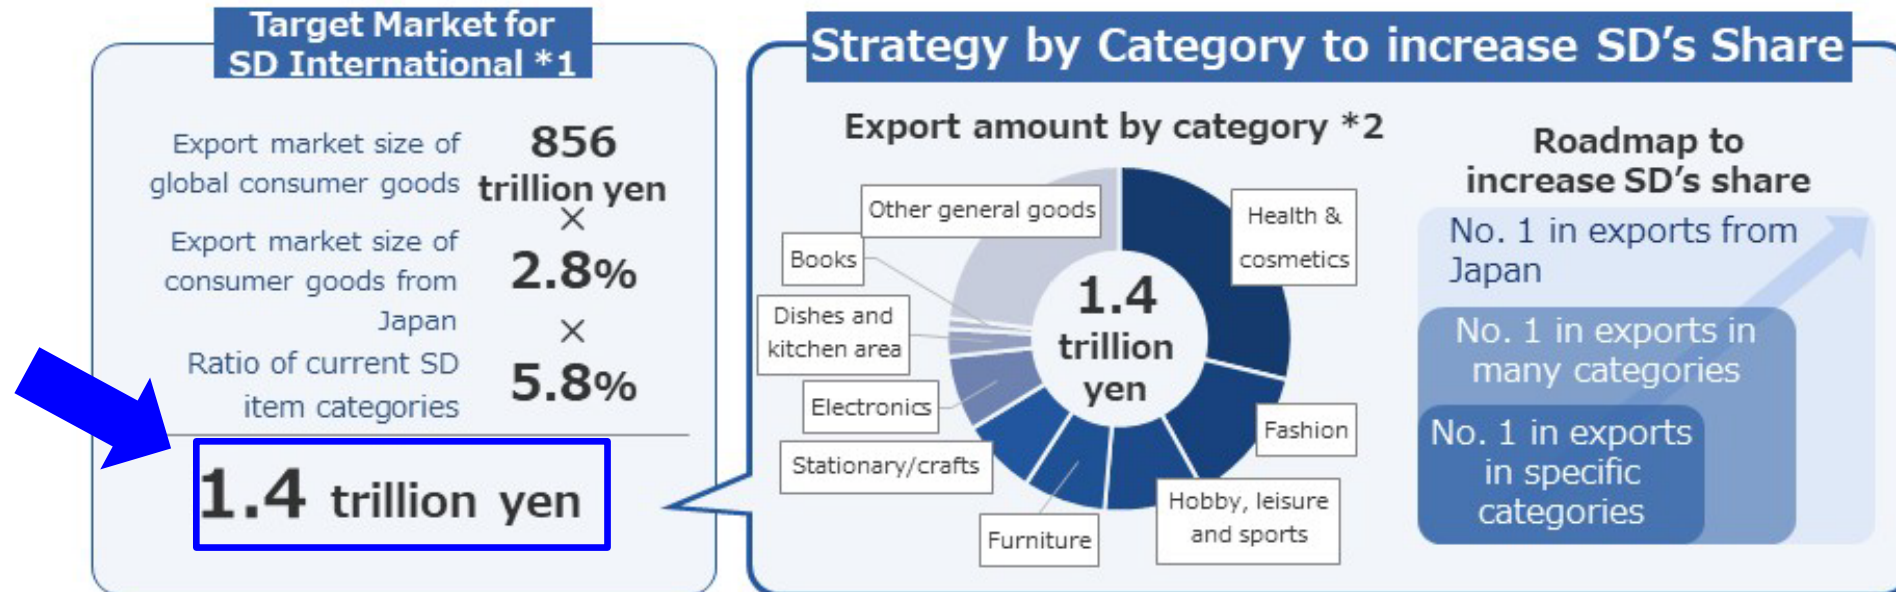 Target Market for
SD International *1
Export market size of
global consumer goods
856
trillion yen
×
Export market size of
consumer goods from
Japan
2.8%
×
Ratio of current SD
item categories
5.8%
1.4 trillion yen
Strategy by Category to increase SD's Share
Export amount by category *2
Other general goods
Books
Dishes and
kitchen area
Electronics
Stationary/crafts
Furniture
Hobby, leisure
and sports
Fashion
Health &
cosmetics
1.4
trillion
yen
Roadmap to
increase SD's share
No. 1 in exports from
Japan
No. 1 in exports in
many categories
No. 1 in exports
in specific
categories